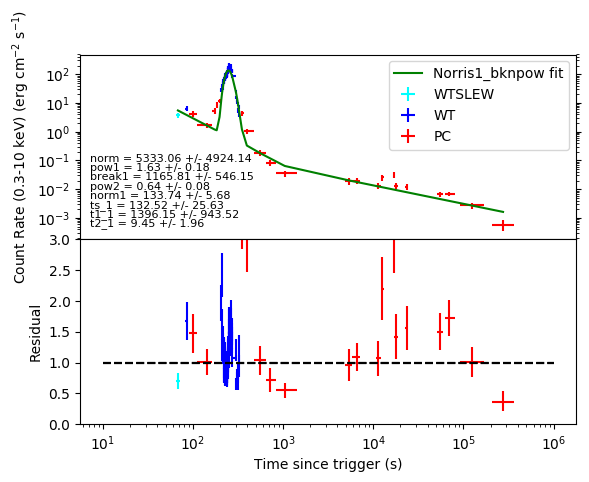 Count Rate (0.3-10 keV) (erg cm⁻² s⁻¹)
10²
10¹
10⁰
10⁻¹
10⁻²
10⁻³
Norris1_bknpow fit
WTSLEW
WT
PC
norm = 5333.06 +/- 4924.14
pow1 = 1.63 +/- 0.18
break1 = 1165.81 +/- 546.15
pow2 = 0.64 +/- 0.08
norm1 = 133.74 +/- 5.68
ts_1 = 132.52 +/- 25.63
t1_1 = 1396.15 +/- 943.52
t2_1 = 9.45 +/- 1.96
Residual
3.0
2.5
2.0
1.5
1.0
0.5
0.0
10¹ 10² 10³ 10⁴ 10⁵ 10⁶
Time since trigger (s)